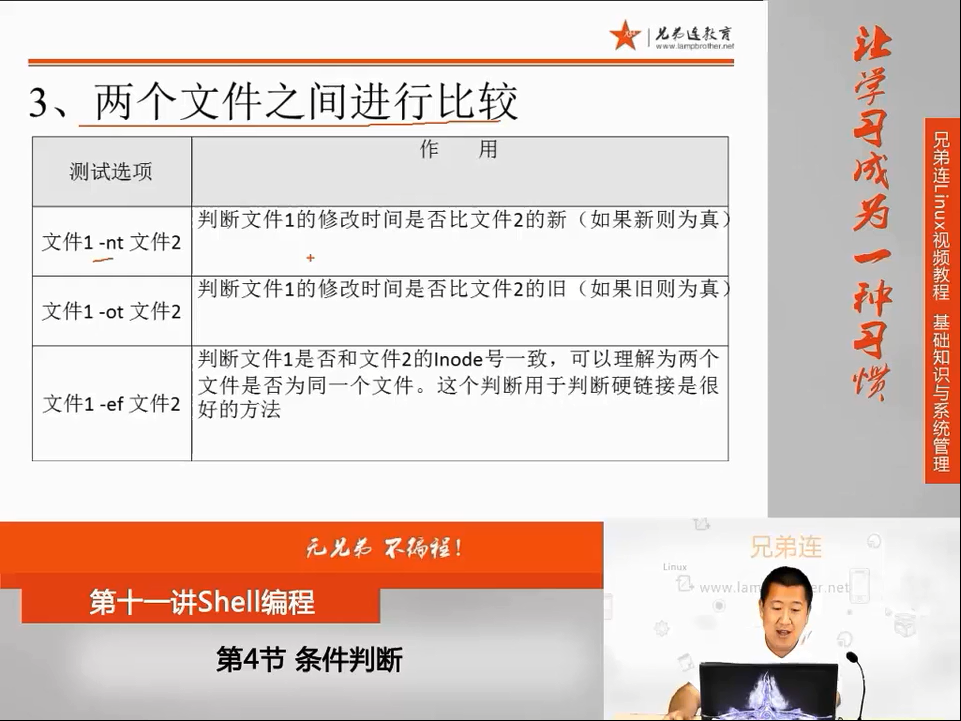 兄弟连教育
www.lampbrother.net
3、两个文件之间进行比较
测试选项
作 用
文件1 -nt 文件2
判断文件1的修改时间是否比文件2的新（如果新则为真）
文件1 -ot 文件2
判断文件1的修改时间是否比文件2的旧（如果旧则为真）
文件1 -ef 文件2
判断文件1是否和文件2的Inode号一致，可以理解为两个
文件是否为同一个文件。这个判断用于判断硬链接是很
好的方法
让学习成为一种习惯
兄弟连Linux视频教程 基础知识与系统管理
无兄弟 不编程！
第十一讲Shell编程
第4节 条件判断
兄弟连
Linux